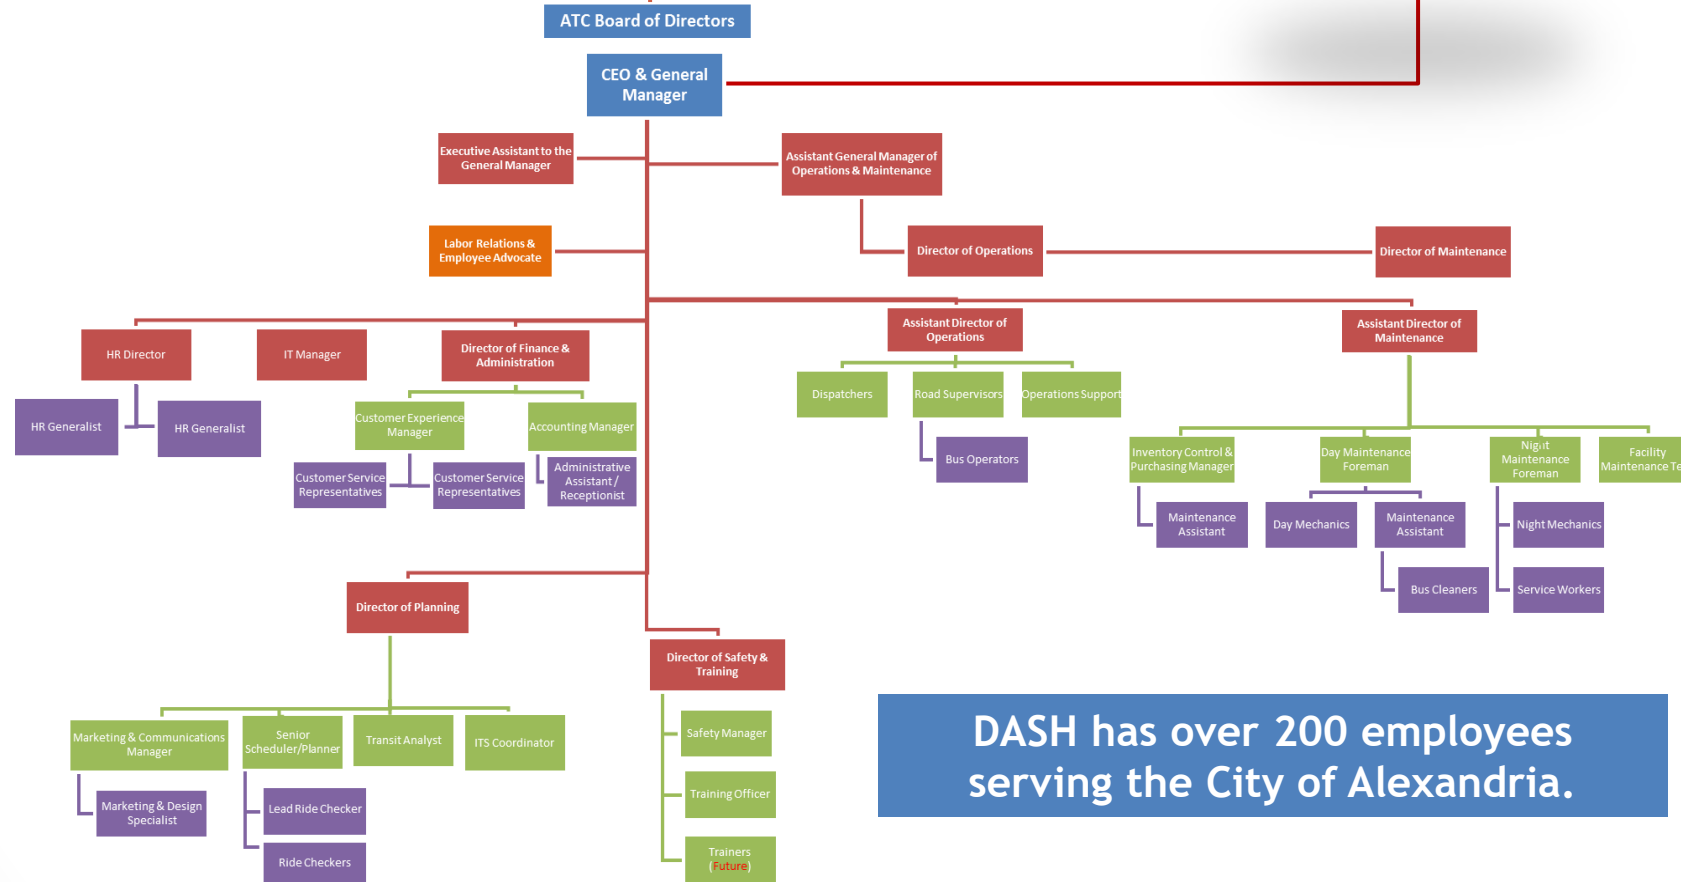 ATC Board of Directors
CEO & General
Manager
Executive Assistant to the
General Manager
Assistant General Manager of
Operations & Maintenance
Labor Relations &
Employee Advocate
Director of Operations
Director of Maintenance
HR Director
IT Manager
Director of Finance &
Administration
Assistant Director of
Operations
Assistant Director of
Maintenance
HR Generalist
HR Generalist
Customer Experience
Manager
Accounting Manager
Customer Service
Representatives
Customer Service
Representatives
Administrative
Assistant /
Receptionist
Dispatchers
Road Supervisors
Operations Support
Bus Operators
Inventory Control &
Purchasing Manager
Day Maintenance
Foreman
Night
Maintenance
Foreman
Facility
Maintenance Te
Maintenance
Assistant
Day Mechanics
Maintenance
Assistant
Night Mechanics
Bus Cleaners
Service Workers
Director of Planning
Director of Safety &
Training
Marketing & Communications
Manager
Senior
Scheduler/Planner
Transit Analyst
ITS Coordinator
Marketing & Design
Specialist
Lead Ride Checker
Ride Checkers
Safety Manager
Training Officer
Trainers
(Future)
DASH has over 200 employees
serving the City of Alexandria.